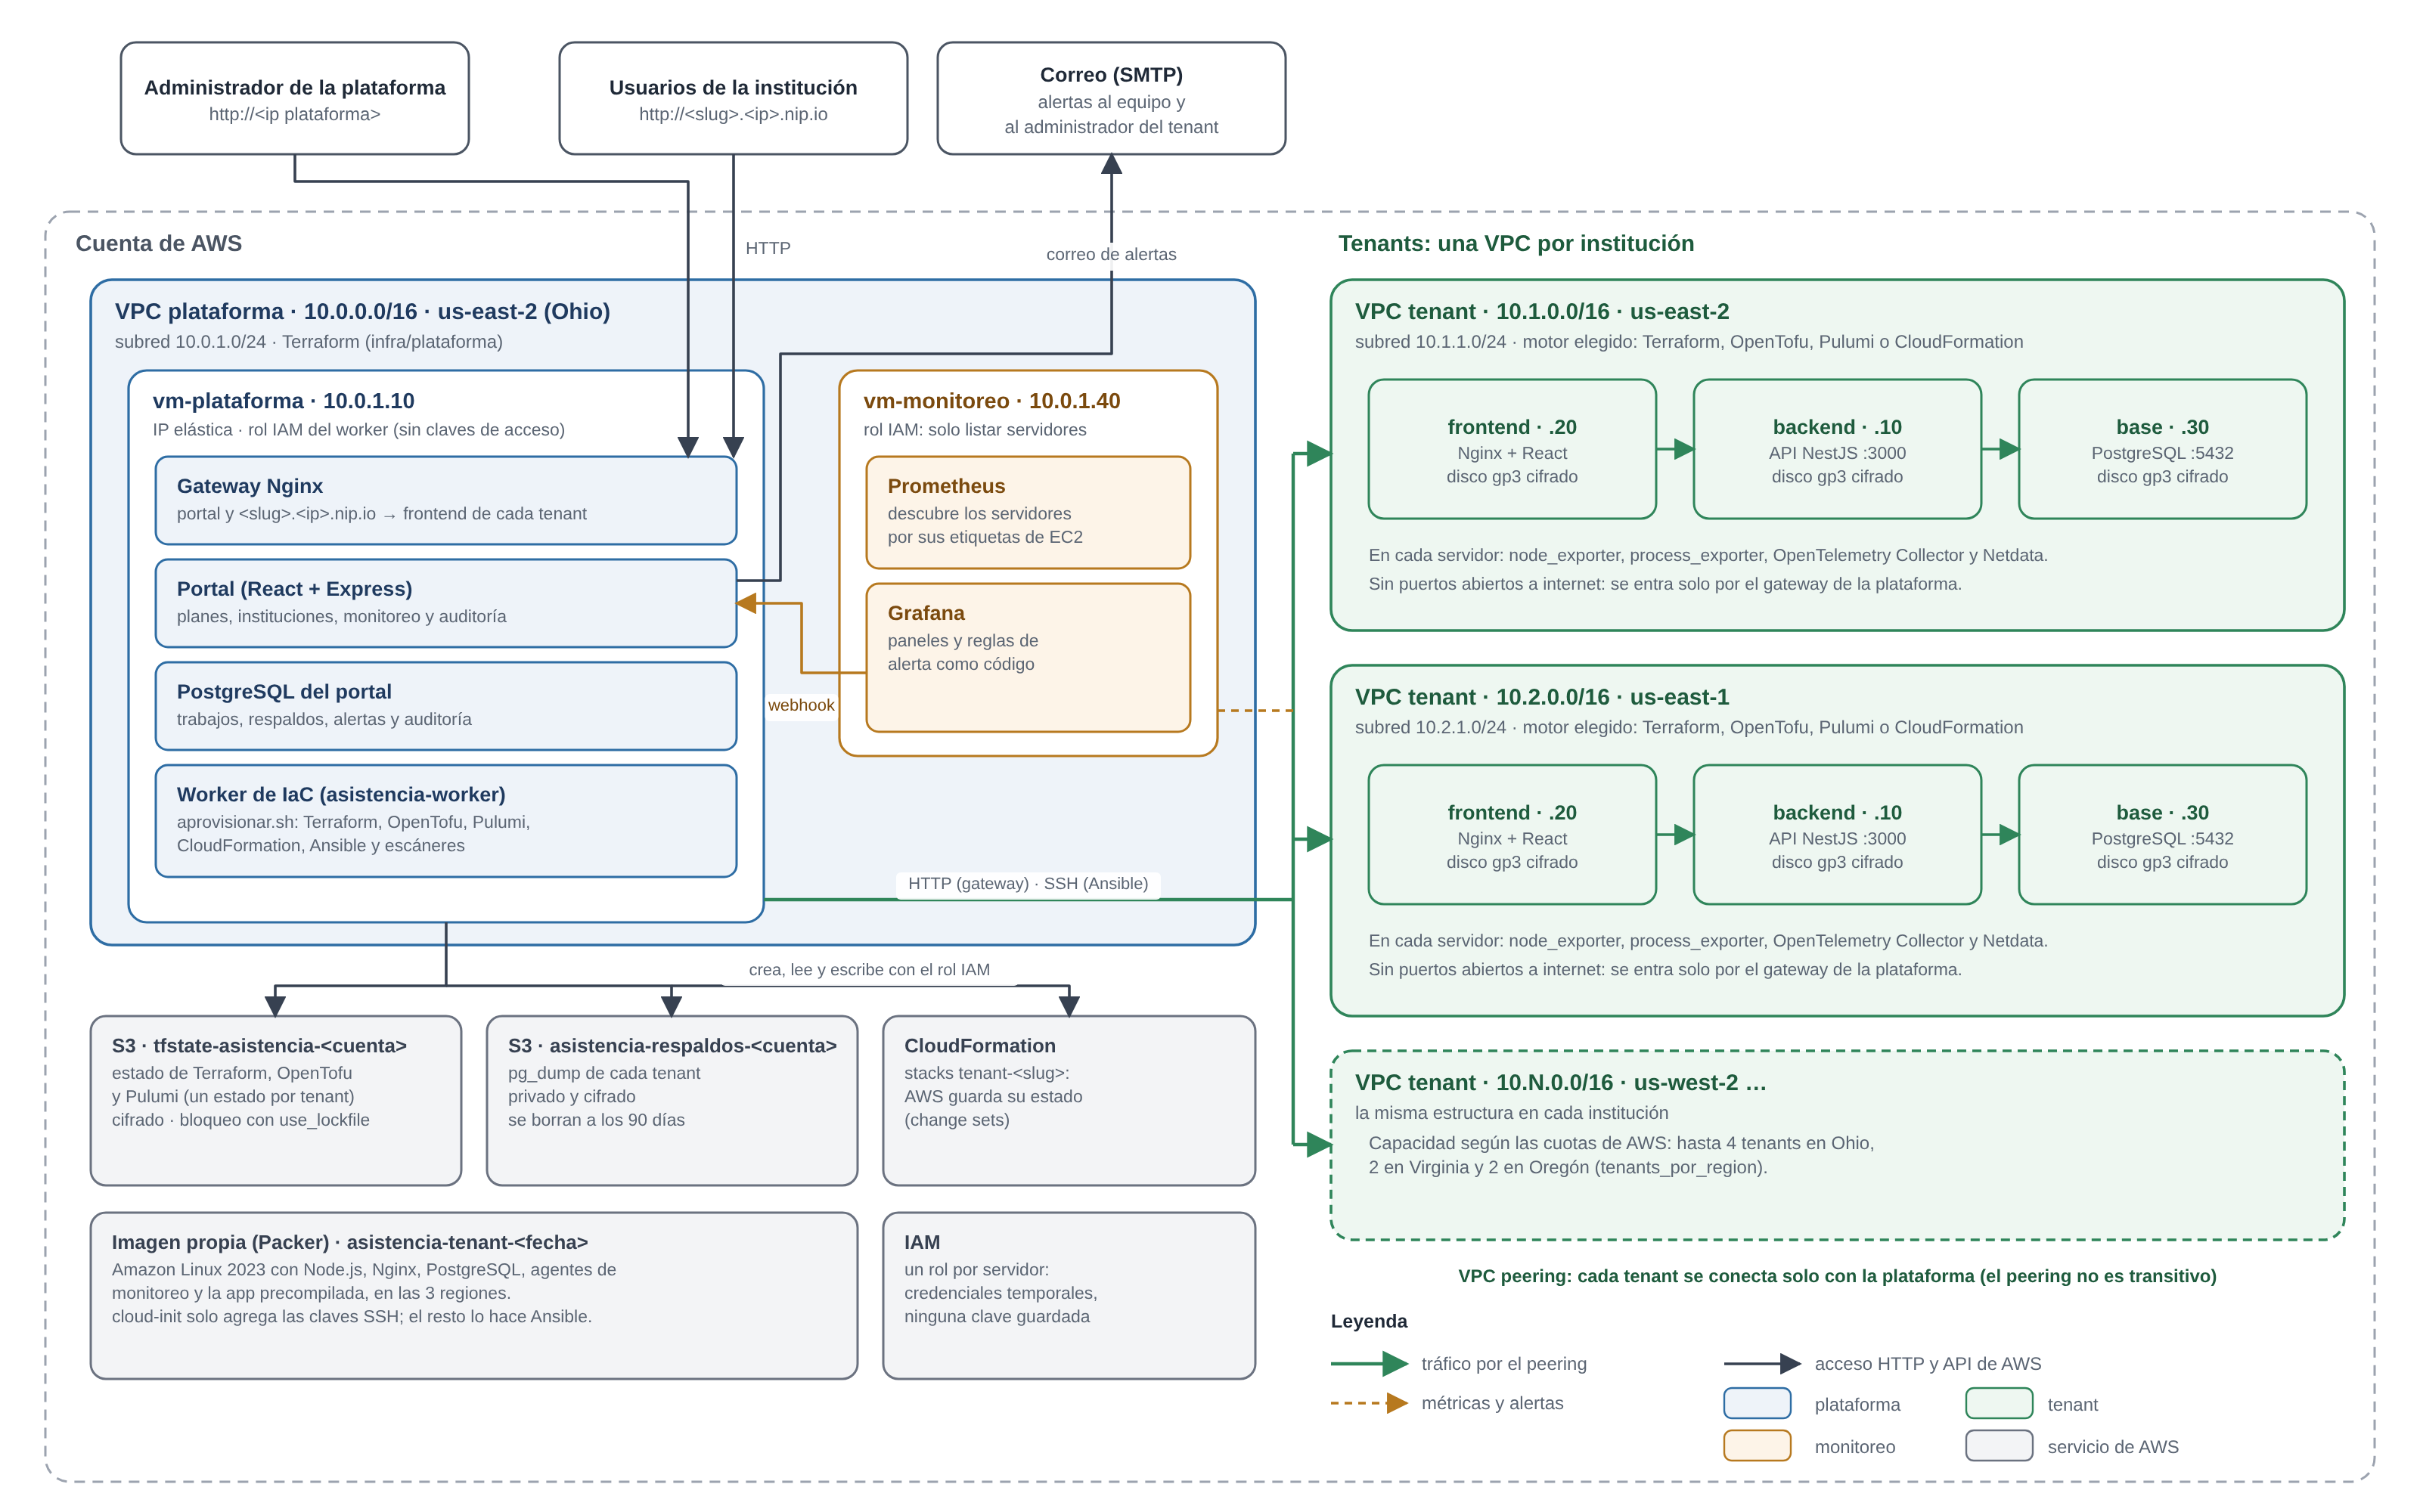 Administrador de la plataforma
http://<ip plataforma>
Usuarios de la institución
http://<slug>.<ip>.nip.io
Correo (SMTP)
alertas al equipo y
al administrador del tenant
Cuenta de AWS
HTTP
correo de alertas
VPC plataforma · 10.0.0.0/16 · us-east-2 (Ohio)
subred 10.0.1.0/24 · Terraform (infra/plataforma)
vm-plataforma · 10.0.1.10
IP elástica · rol IAM del worker (sin claves de acceso)
Gateway Nginx
portal y <slug>.<ip>.nip.io → frontend de cada tenant
Portal (React + Express)
planes, instituciones, monitoreo y auditoría
PostgreSQL del portal
trabajos, respaldos, alertas y auditoría
Worker de IaC (asistencia-worker)
aprovisionar.sh: Terraform, OpenTofu, Pulumi,
CloudFormation, Ansible y escáneres
vm-monitoreo · 10.0.1.40
rol IAM: solo listar servidores
Prometheus
descubre los servidores
por sus etiquetas de EC2
Grafana
paneles y reglas de
alerta como código
webhook
HTTP (gateway) · SSH (Ansible)
crea, lee y escribe con el rol IAM
S3 · tfstate-asistencia-<cuenta>
estado de Terraform, OpenTofu
y Pulumi (un estado por tenant)
cifrado · bloqueo con use_lockfile
S3 · asistencia-respaldos-<cuenta>
pg_dump de cada tenant
privado y cifrado
se borran a los 90 días
CloudFormation
stacks tenant-<slug>:
AWS guarda su estado
(change sets)
Imagen propia (Packer) · asistencia-tenant-<fecha>
Amazon Linux 2023 con Node.js, Nginx, PostgreSQL, agentes de
monitoreo y la app precompilada, en las 3 regiones.
cloud-init solo agrega las claves SSH; el resto lo hace Ansible.
IAM
un rol por servidor:
credenciales temporales,
ninguna clave guardada
Tenants: una VPC por institución
VPC tenant · 10.1.0.0/16 · us-east-2
subred 10.1.1.0/24 · motor elegido: Terraform, OpenTofu, Pulumi o CloudFormation
frontend · .20
Nginx + React
disco gp3 cifrado
backend · .10
API NestJS :3000
disco gp3 cifrado
base · .30
PostgreSQL :5432
disco gp3 cifrado
En cada servidor: node_exporter, process_exporter, OpenTelemetry Collector y Netdata.
Sin puertos abiertos a internet: se entra solo por el gateway de la plataforma.
VPC tenant · 10.2.0.0/16 · us-east-1
subred 10.2.1.0/24 · motor elegido: Terraform, OpenTofu, Pulumi o CloudFormation
frontend · .20
Nginx + React
disco gp3 cifrado
backend · .10
API NestJS :3000
disco gp3 cifrado
base · .30
PostgreSQL :5432
disco gp3 cifrado
En cada servidor: node_exporter, process_exporter, OpenTelemetry Collector y Netdata.
Sin puertos abiertos a internet: se entra solo por el gateway de la plataforma.
VPC tenant · 10.N.0.0/16 · us-west-2 …
la misma estructura en cada institución
Capacidad según las cuotas de AWS: hasta 4 tenants en Ohio,
2 en Virginia y 2 en Oregón (tenants_por_region).
VPC peering: cada tenant se conecta solo con la plataforma (el peering no es transitivo)
Leyenda
tráfico por el peering
acceso HTTP y API de AWS
métricas y alertas
plataforma
tenant
monitoreo
servicio de AWS